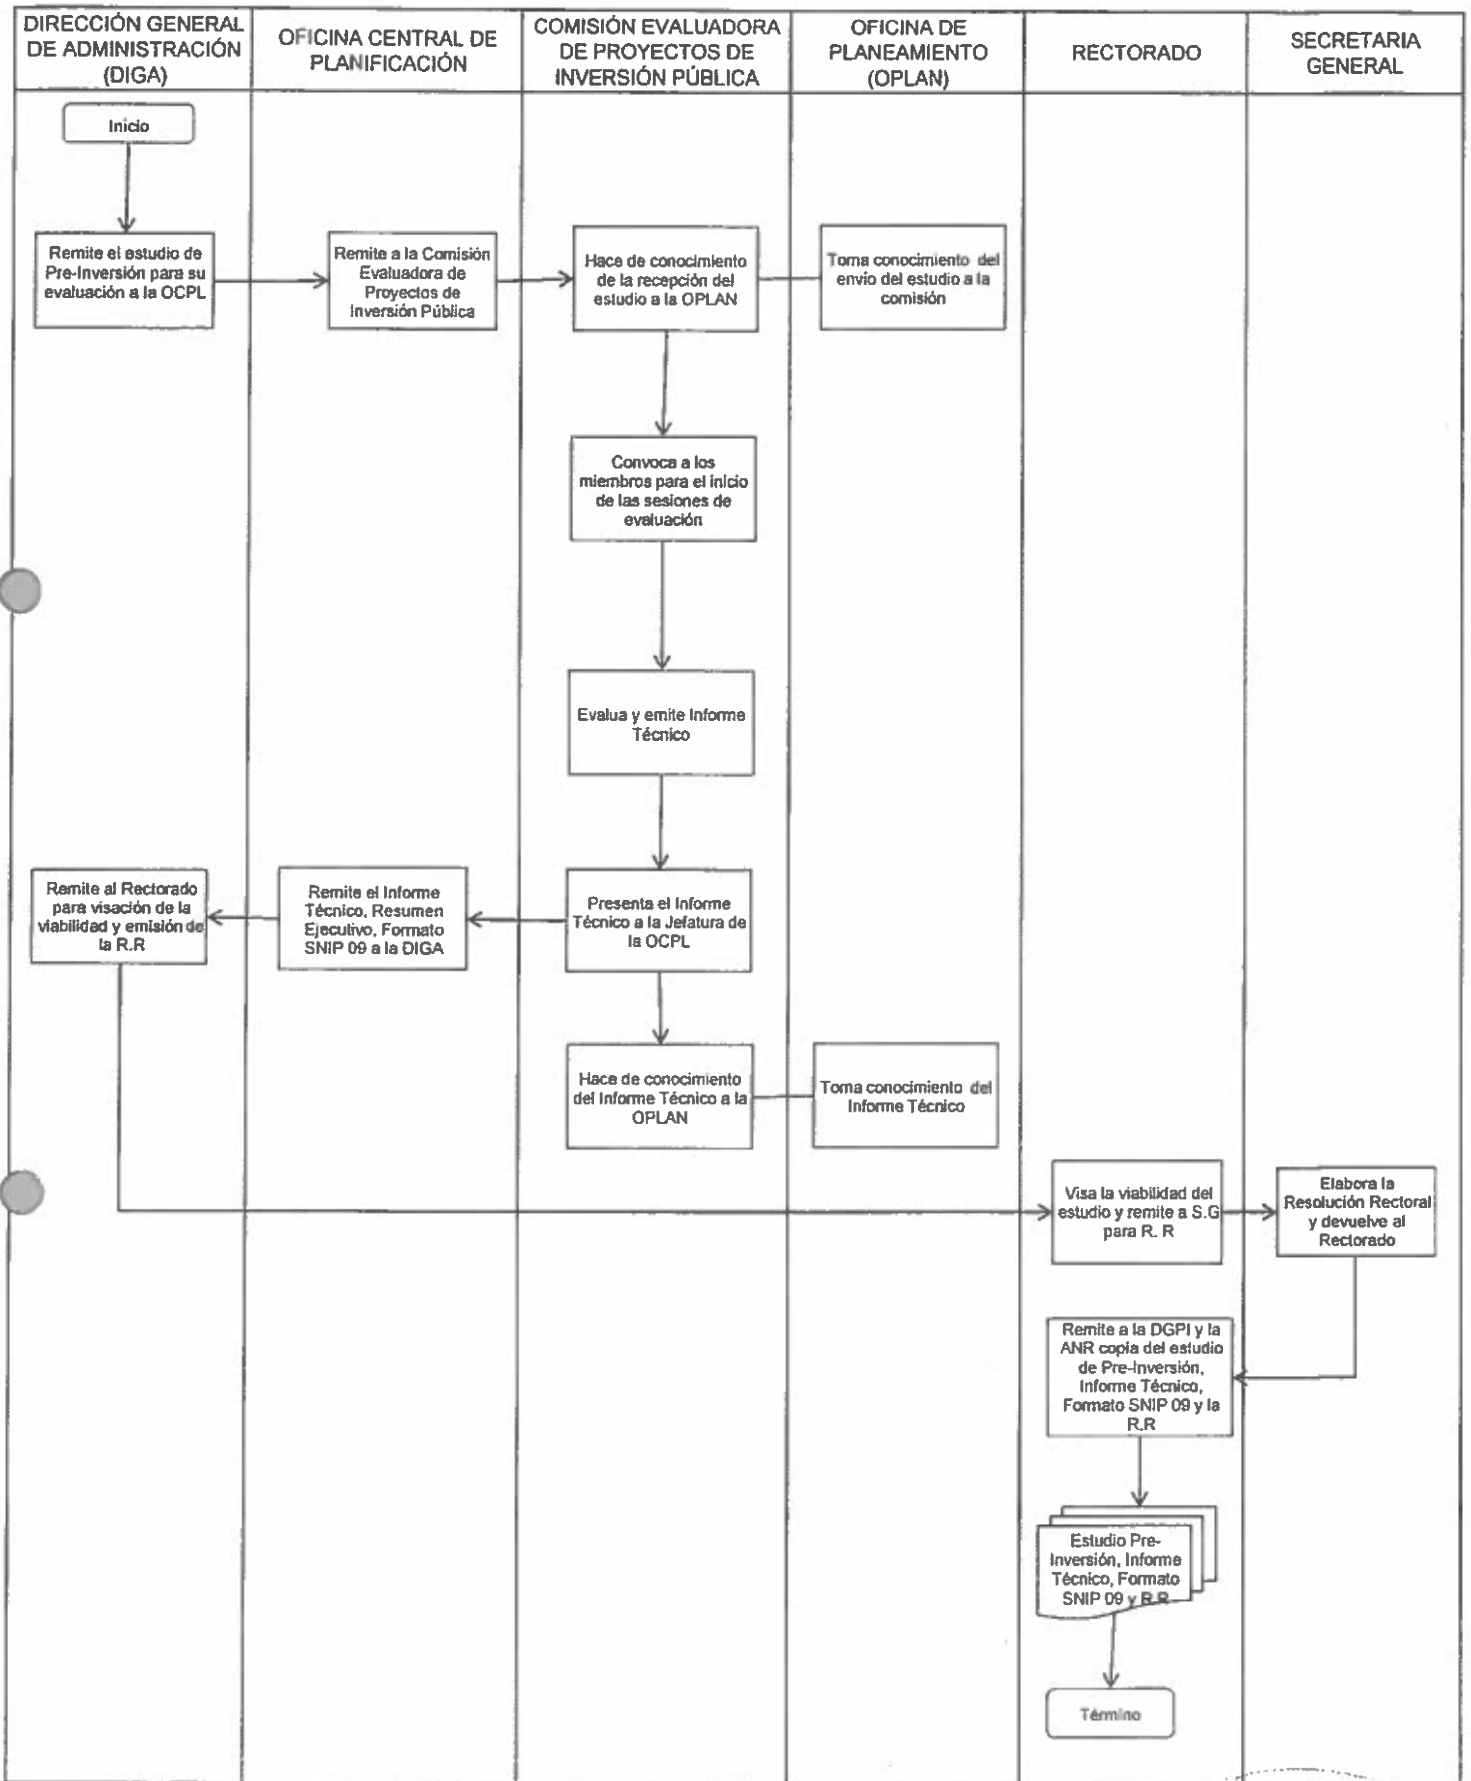 DIRECCIÓN GENERAL
DE ADMINISTRACIÓN
(DIGA)
OFICINA CENTRAL DE
PLANIFICACIÓN
COMISIÓN EVALUADORA
DE PROYECTOS DE
INVERSIÓN PÚBLICA
OFICINA DE
PLANEAMIENTO
(OPLAN)
RECTORADO
SECRETARIA
GENERAL
Inicio
Remite el estudio de
Pre-Inversión para su
evaluación a la OCPL
Remite a la Comisión
Evaluadora de
Proyectos de
Inversión Pública
Hace de conocimiento
de la recepción del
estudio a la OPLAN
Toma conocimiento del
envío del estudio a la
comisión
Convoca a los
miembros para el inicio
de las sesiones de
evaluación
Evalua y emite Informe
Técnico
Remite al Rectorado
para visación de la
viabilidad y emisión de
la R.R
Remite el Informe
Técnico, Resumen
Ejecutivo, Formato
SNIP 09 a la DIGA
Presenta el Informe
Técnico a la Jefatura de
la OCPL
Hace de conocimiento
del Informe Técnico a la
OPLAN
Toma conocimiento del
Informe Técnico
Visa la viabilidad del
estudio y remite a S.G
para R. R
Elabora la
Resolución Rectoral
y devuelve al
Rectorado
Remite a la DGPI y la
ANR copia del estudio
de Pre-Inversión,
Informe Técnico,
Formato SNIP 09 y la
R.R
Estudio Pre-
Inversión, Informe
Técnico, Formato
SNIP 09 y R.R
Término